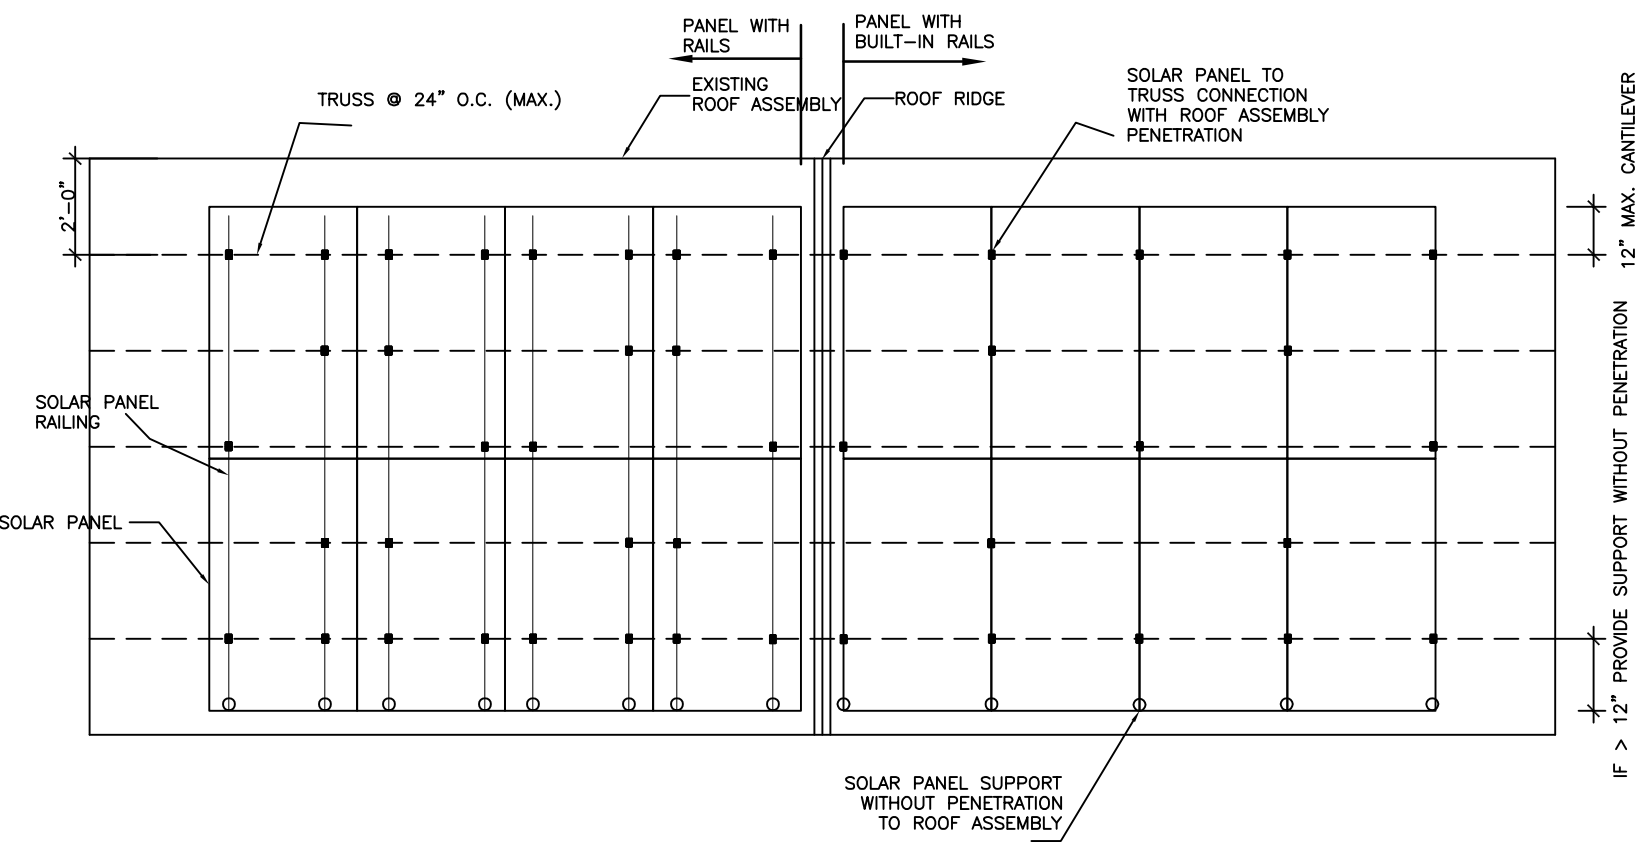 PANEL WITH
RAILS
PANEL WITH
BUILT-IN RAILS
TRUSS @ 24" O.C. (MAX.)
EXISTING
ROOF ASSEMBLY
ROOF RIDGE
SOLAR PANEL TO
TRUSS CONNECTION
WITH ROOF ASSEMBLY
PENETRATION
2'-0"
12" MAX. CANTILEVER
SOLAR PANEL
RAILING
SOLAR PANEL
IF > 12" PROVIDE SUPPORT WITHOUT PENETRATION
SOLAR PANEL SUPPORT
WITHOUT PENETRATION
TO ROOF ASSEMBLY